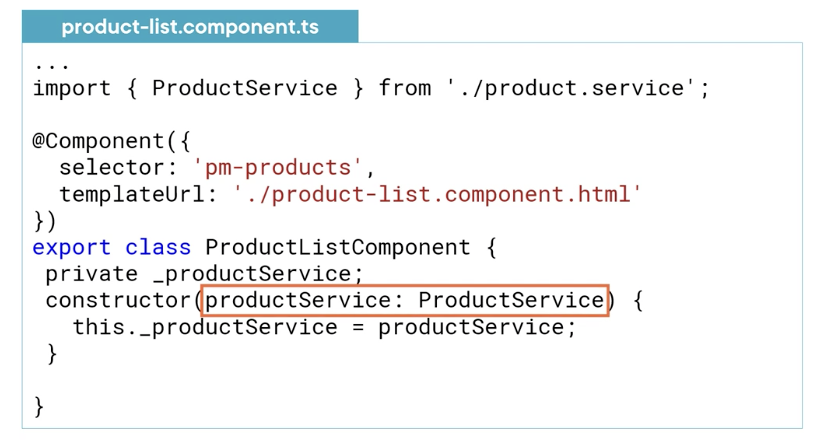 product-list.component.ts
...
import { ProductService } from './product.service';
@Component({
selector: 'pm-products',
templateUrl: './product-list.component.html'
})
export class ProductListComponent {
private _productService;
constructor(productService: ProductService) {
this._productService = productService;
}
}